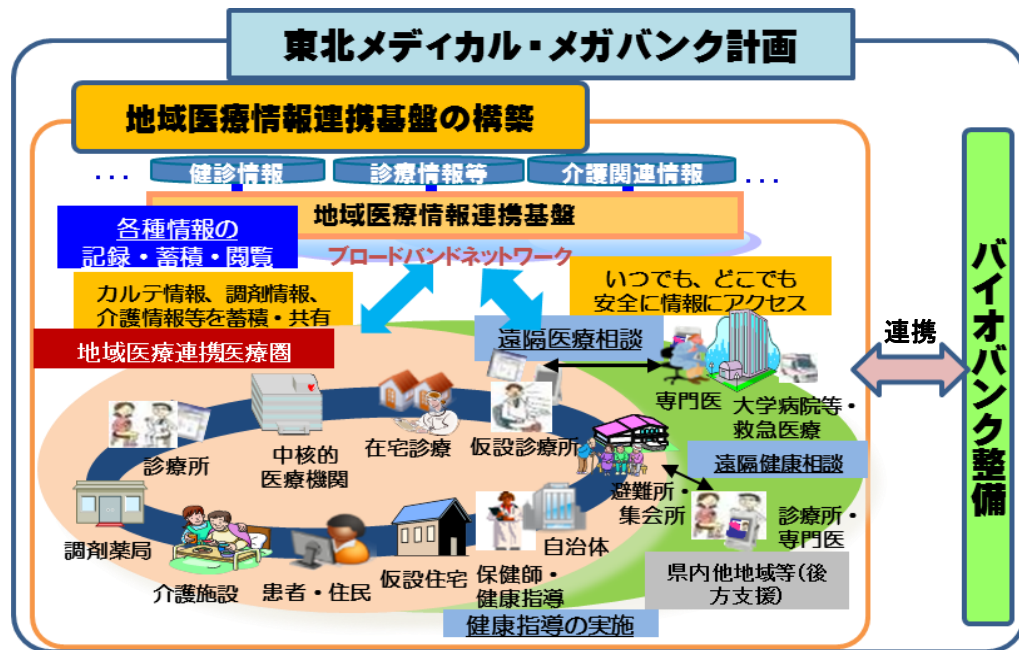 東北メディカル・メガバンク計画
地域医療情報連携基盤の構築
・・・
健診情報
診療情報等
介護関連情報
・・・
地域医療情報連携基盤
各種情報の
記録・蓄積・閲覧
ブロードバンドネットワーク
カルテ情報、調剤情報、
介護情報等を蓄積・共有
いつでも、どこでも
安全に情報にアクセス
地域医療連携医療圏
遠隔医療相談
連携
バイオバンク整備
専門医
大学病院等・
救急医療
診療所
中核的
医療機関
在宅診療
仮設診療所
遠隔健康相談
避難所・
集会所
診療所・
専門医
調剤薬局
介護施設
患者・住民
仮設住宅
保健師・
健康指導
自治体
県内他地域等(後
方支援)
健康指導の実施